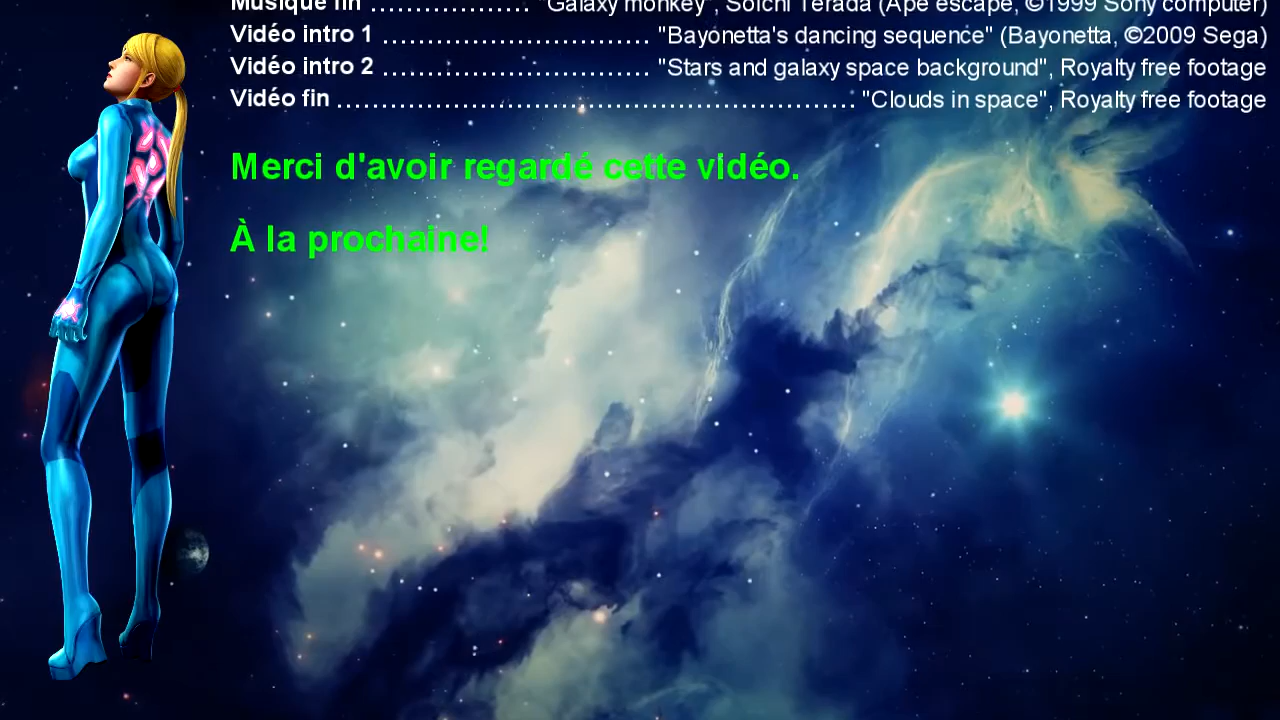 Musique fin .................. "Galaxy monkey", Soichi Terada (Ape escape, ©1999 Sony computer)
Vidéo intro 1 .............................. "Bayonetta's dancing sequence" (Bayonetta, ©2009 Sega)
Vidéo intro 2 .............................. "Stars and galaxy space background", Royalty free footage
Vidéo fin .......................................................... "Clouds in space", Royalty free footage
Merci d'avoir regardé cette vidéo.
À la prochaine!